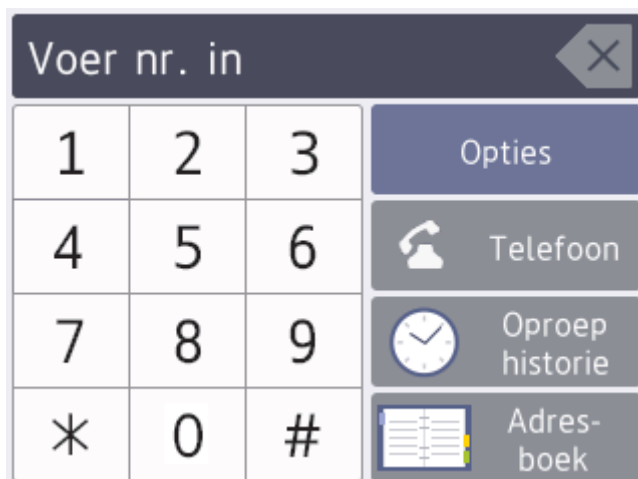 Voer nr. in
1 2 3
Opties
4 5 6
Telefoon
7 8 9
Oproep
historie
* 0 #
Adres-
boek